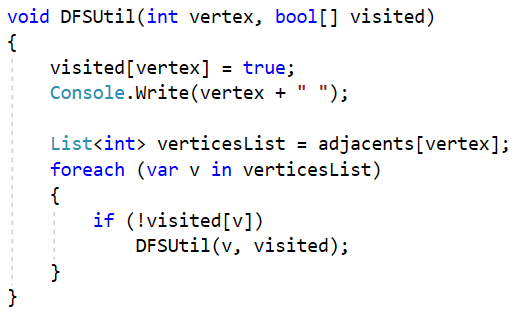 void DFSUtil(int vertex, bool[] visited)
{
    visited[vertex] = true;
    Console.Write(vertex + " ");

    List<int> verticesList = adjacents[vertex];
    foreach (var v in verticesList)
    {
        if (!visited[v])
            DFSUtil(v, visited);
    }
}